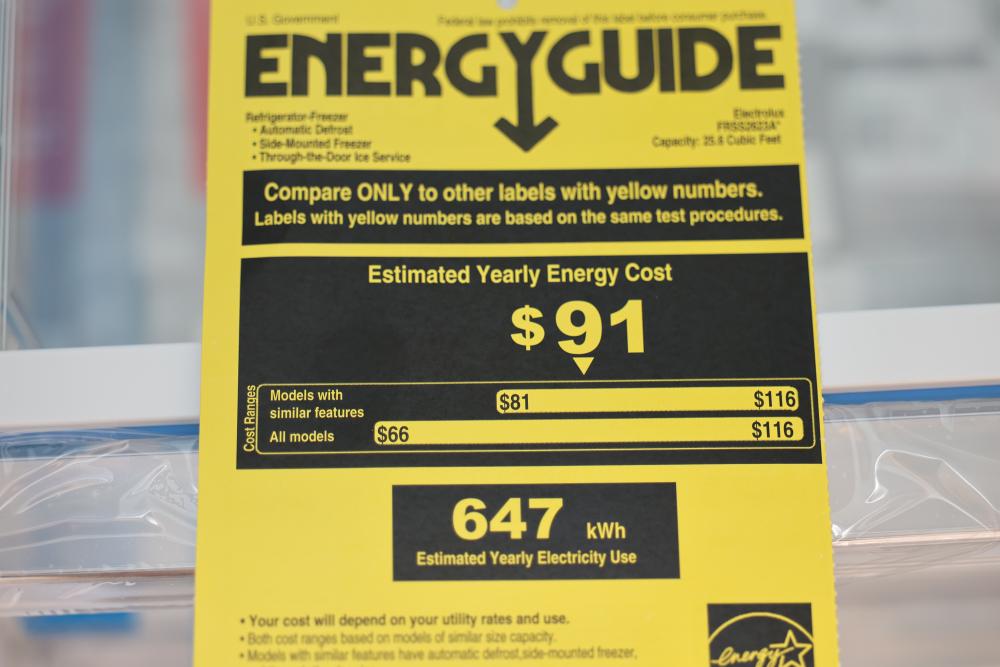 U.S. Government
Federal law prohibits removal of this label before consumer purchase.
ENERGYGUIDE
Refrigerator-Freezer
• Automatic Defrost
• Side-Mounted Freezer
• Through-the-Door Ice Service
Electrolux
FRSS2623A*
Capacity: 25.6 Cubic Feet
Compare ONLY to other labels with yellow numbers.
Labels with yellow numbers are based on the same test procedures.
Estimated Yearly Energy Cost
$91
Cost Ranges
Models with
similar features
$81 $116
All models
$66 $116
647 kWh
Estimated Yearly Electricity Use
• Your cost will depend on your utility rates and use.
• Both cost ranges based on models of similar size capacity.
• Models with similar features have automatic defrost,side-mounted freezer,
energy